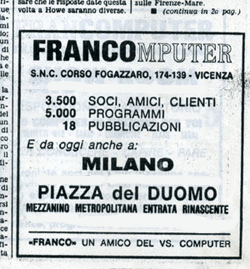 sare che le risposte date questa
volta a Howe saranno diverse.
sulle Firenze-Mare.
(continua in 2a pag.)
FRANCOMPUTER
S.N.C. CORSO FOGAZZARO, 174-139 - VICENZA
3.500 SOCI, AMICI, CLIENTI
5.000 PROGRAMMI
18 PUBBLICAZIONI
E da oggi anche a:
MILANO
PIAZZA del DUOMO
MEZZANINO METROPOLITANA ENTRATA RINASCENTE
«FRANCO» UN AMICO DEL VS. COMPUTER